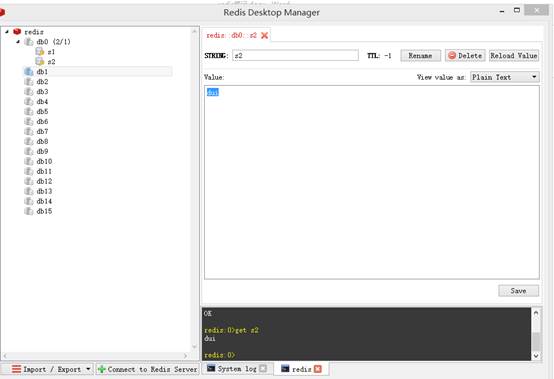 Redis Desktop Manager
redis
db0 (2/1)
s1
s2
db1
db2
db3
db4
db5
db6
db7
db8
db9
db10
db11
db12
db13
db14
db15
redis::db0::s2
STRING: s2 TTL: -1 Rename Delete Reload Value
Value: View value as: Plain Text
dui
Save
OK
redis:0>get s2
dui
redis:0>
Import / Export Connect to Redis Server System log redis